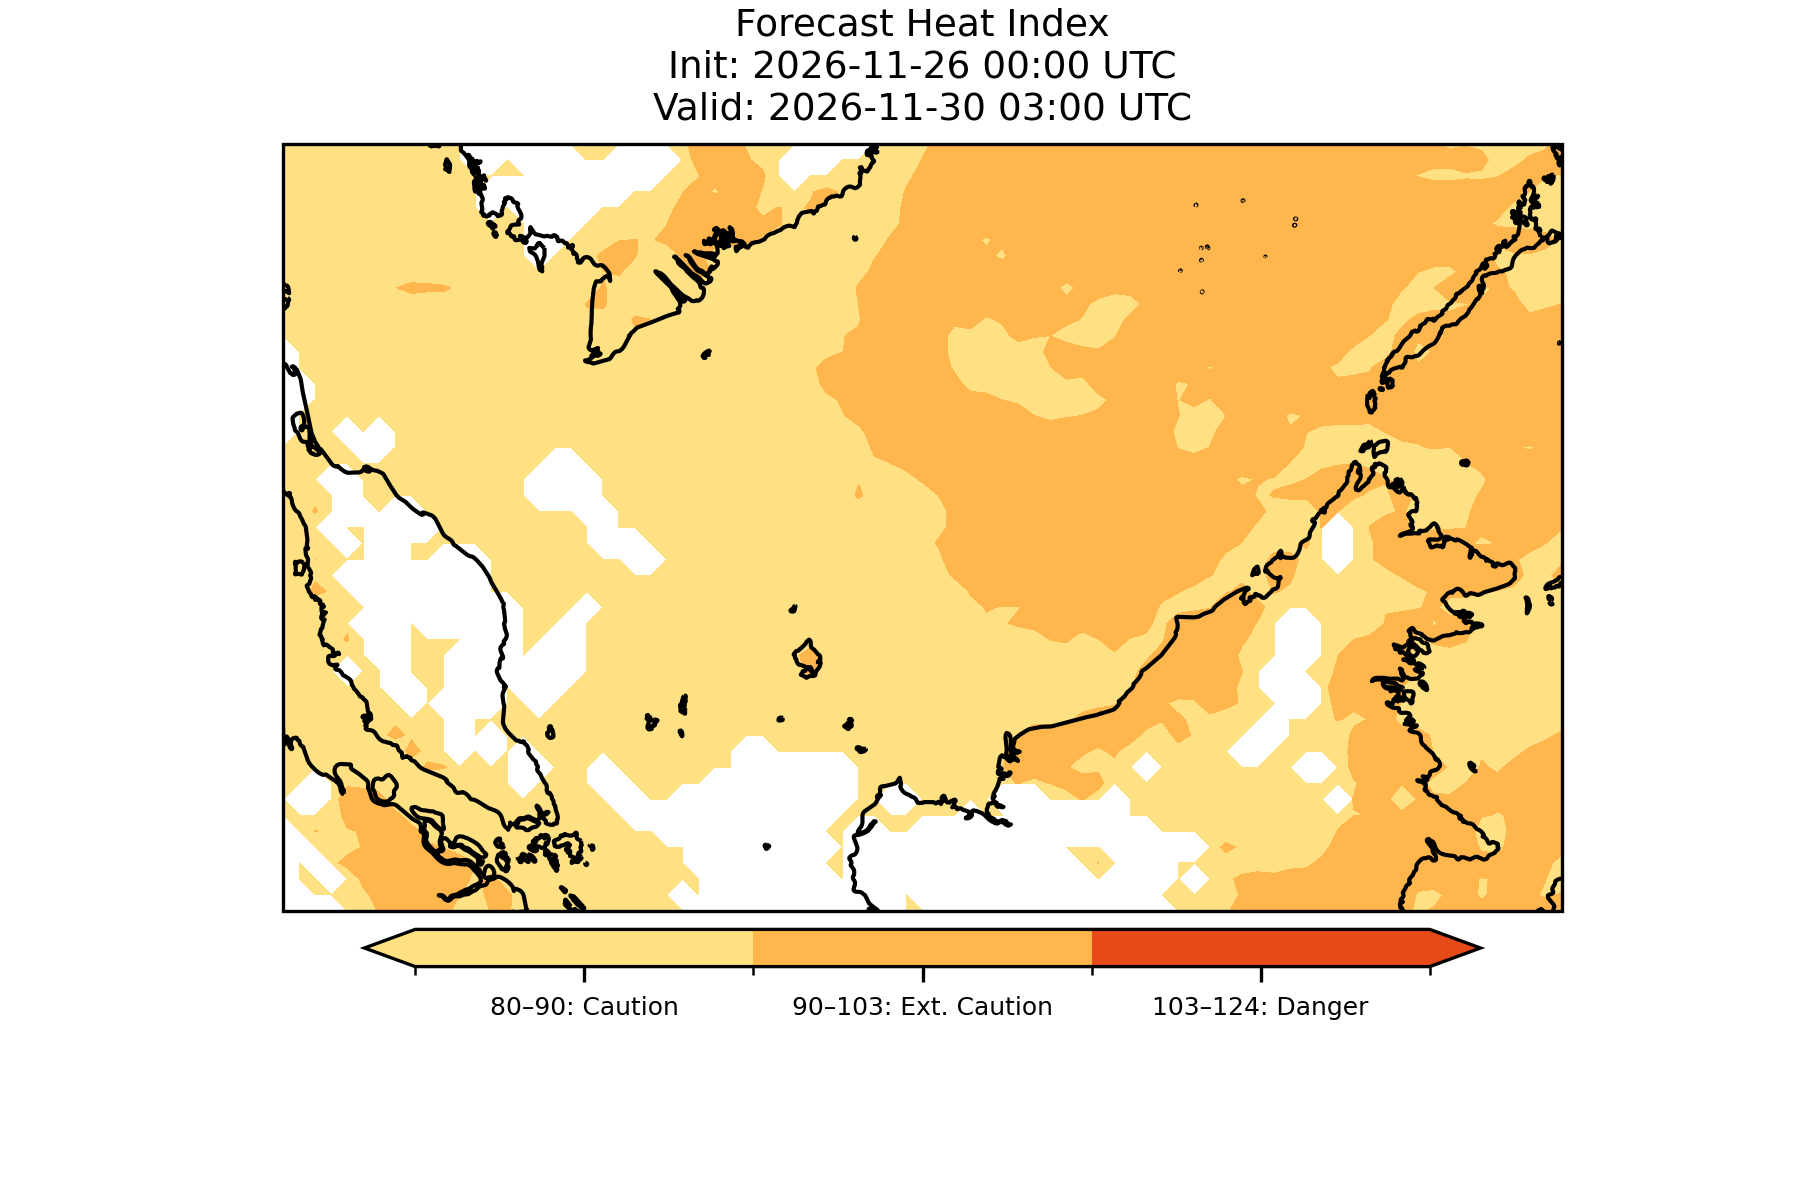 Forecast Heat Index
Init: 2026-11-26 00:00 UTC
Valid: 2026-11-30 03:00 UTC
80–90: Caution
90–103: Ext. Caution
103–124: Danger